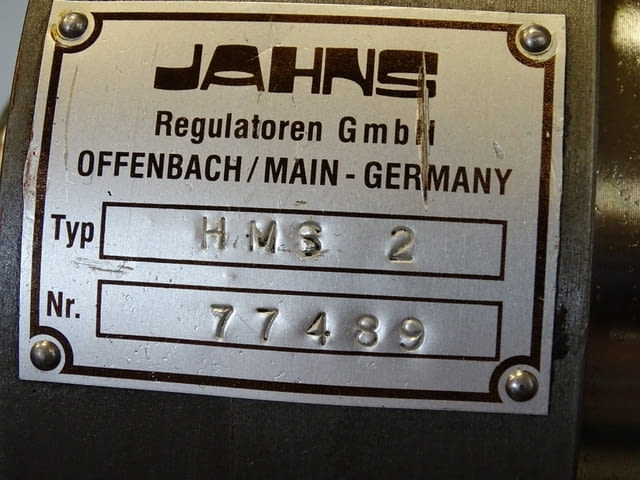 JAHNS
Regulatoren GmbH
OFFENBACH/MAIN - GERMANY
Typ HMS 2
Nr. 77489